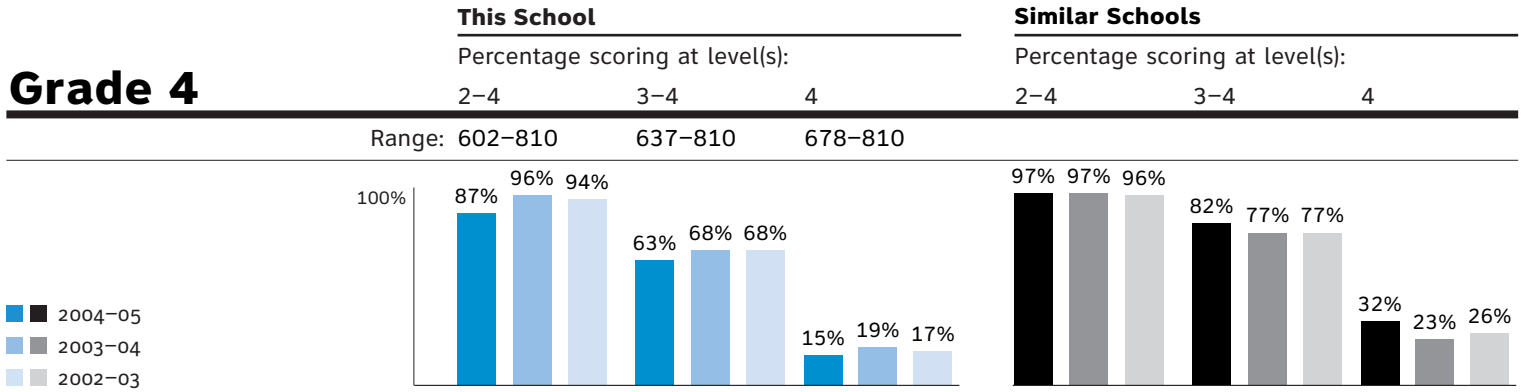 This School Similar Schools
Percentage scoring at level(s): Percentage scoring at level(s):
Grade 4 2–4 3–4 4 2–4 3–4 4
Range: 602–810 637–810 678–810
100% 87% 96% 94% 63% 68% 68% 15% 19% 17% 97% 97% 96% 82% 77% 77% 32% 23% 26%
2004–05
2003–04
2002–03